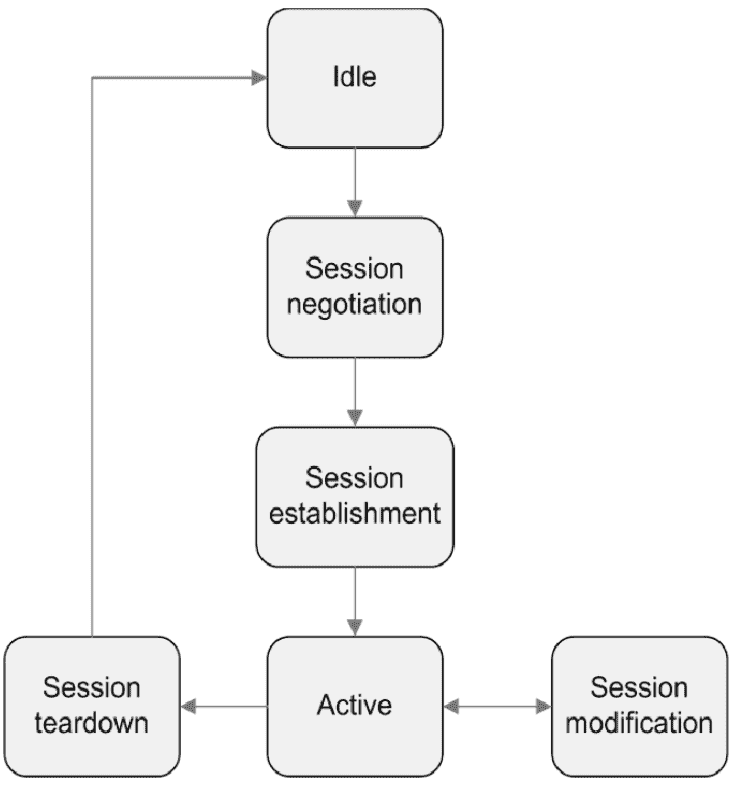 Idle
Session
negotiation
Session
establishment
Session
teardown
Active
Session
modification